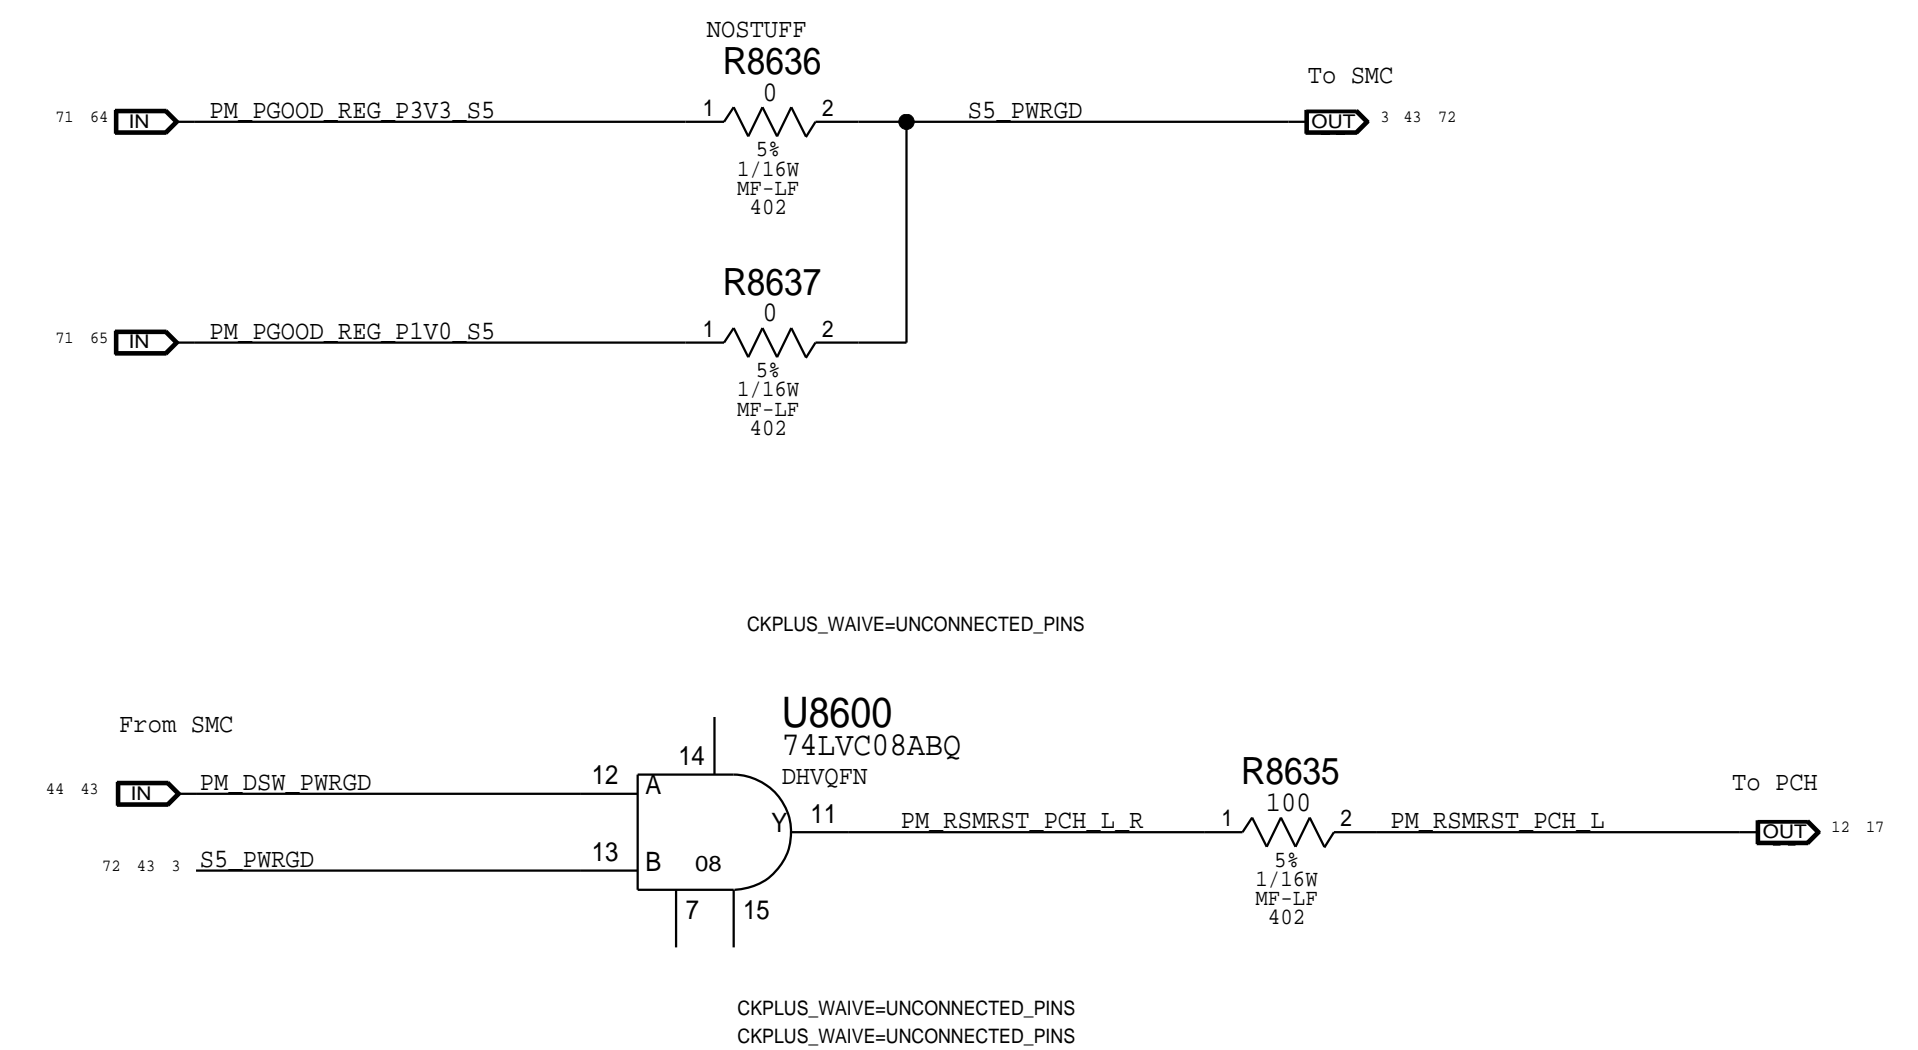 NOSTUFF
R8636
0
To SMC
71 64 IN PM_PGOOD_REG_P3V3_S5 1 2 S5_PWRGD OUT 3 43 72
5%
1/16W
MF-LF
402
R8637
0
71 65 IN PM_PGOOD_REG_P1V0_S5 1 2
5%
1/16W
MF-LF
402
CKPLUS_WAIVE=UNCONNECTED_PINS
From SMC
U8600
74LVC08ABQ
DHVQFN
14
44 43 IN PM_DSW_PWRGD 12 A
72 43 3 S5_PWRGD 13 B 08
Y 11 PM_RSMRST_PCH_L_R 1 2 PM_RSMRST_PCH_L OUT 12 17
R8635
100
To PCH
5%
1/16W
MF-LF
402
7 15
CKPLUS_WAIVE=UNCONNECTED_PINS
CKPLUS_WAIVE=UNCONNECTED_PINS